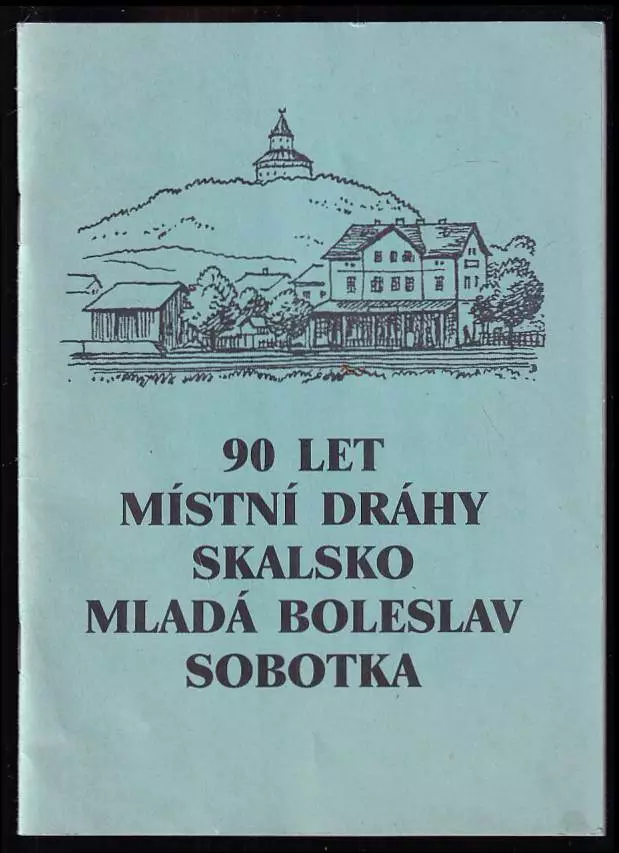 90 LET
MÍSTNÍ DRÁHY
SKALSKO
MLADÁ BOLESLAV
SOBOTKA